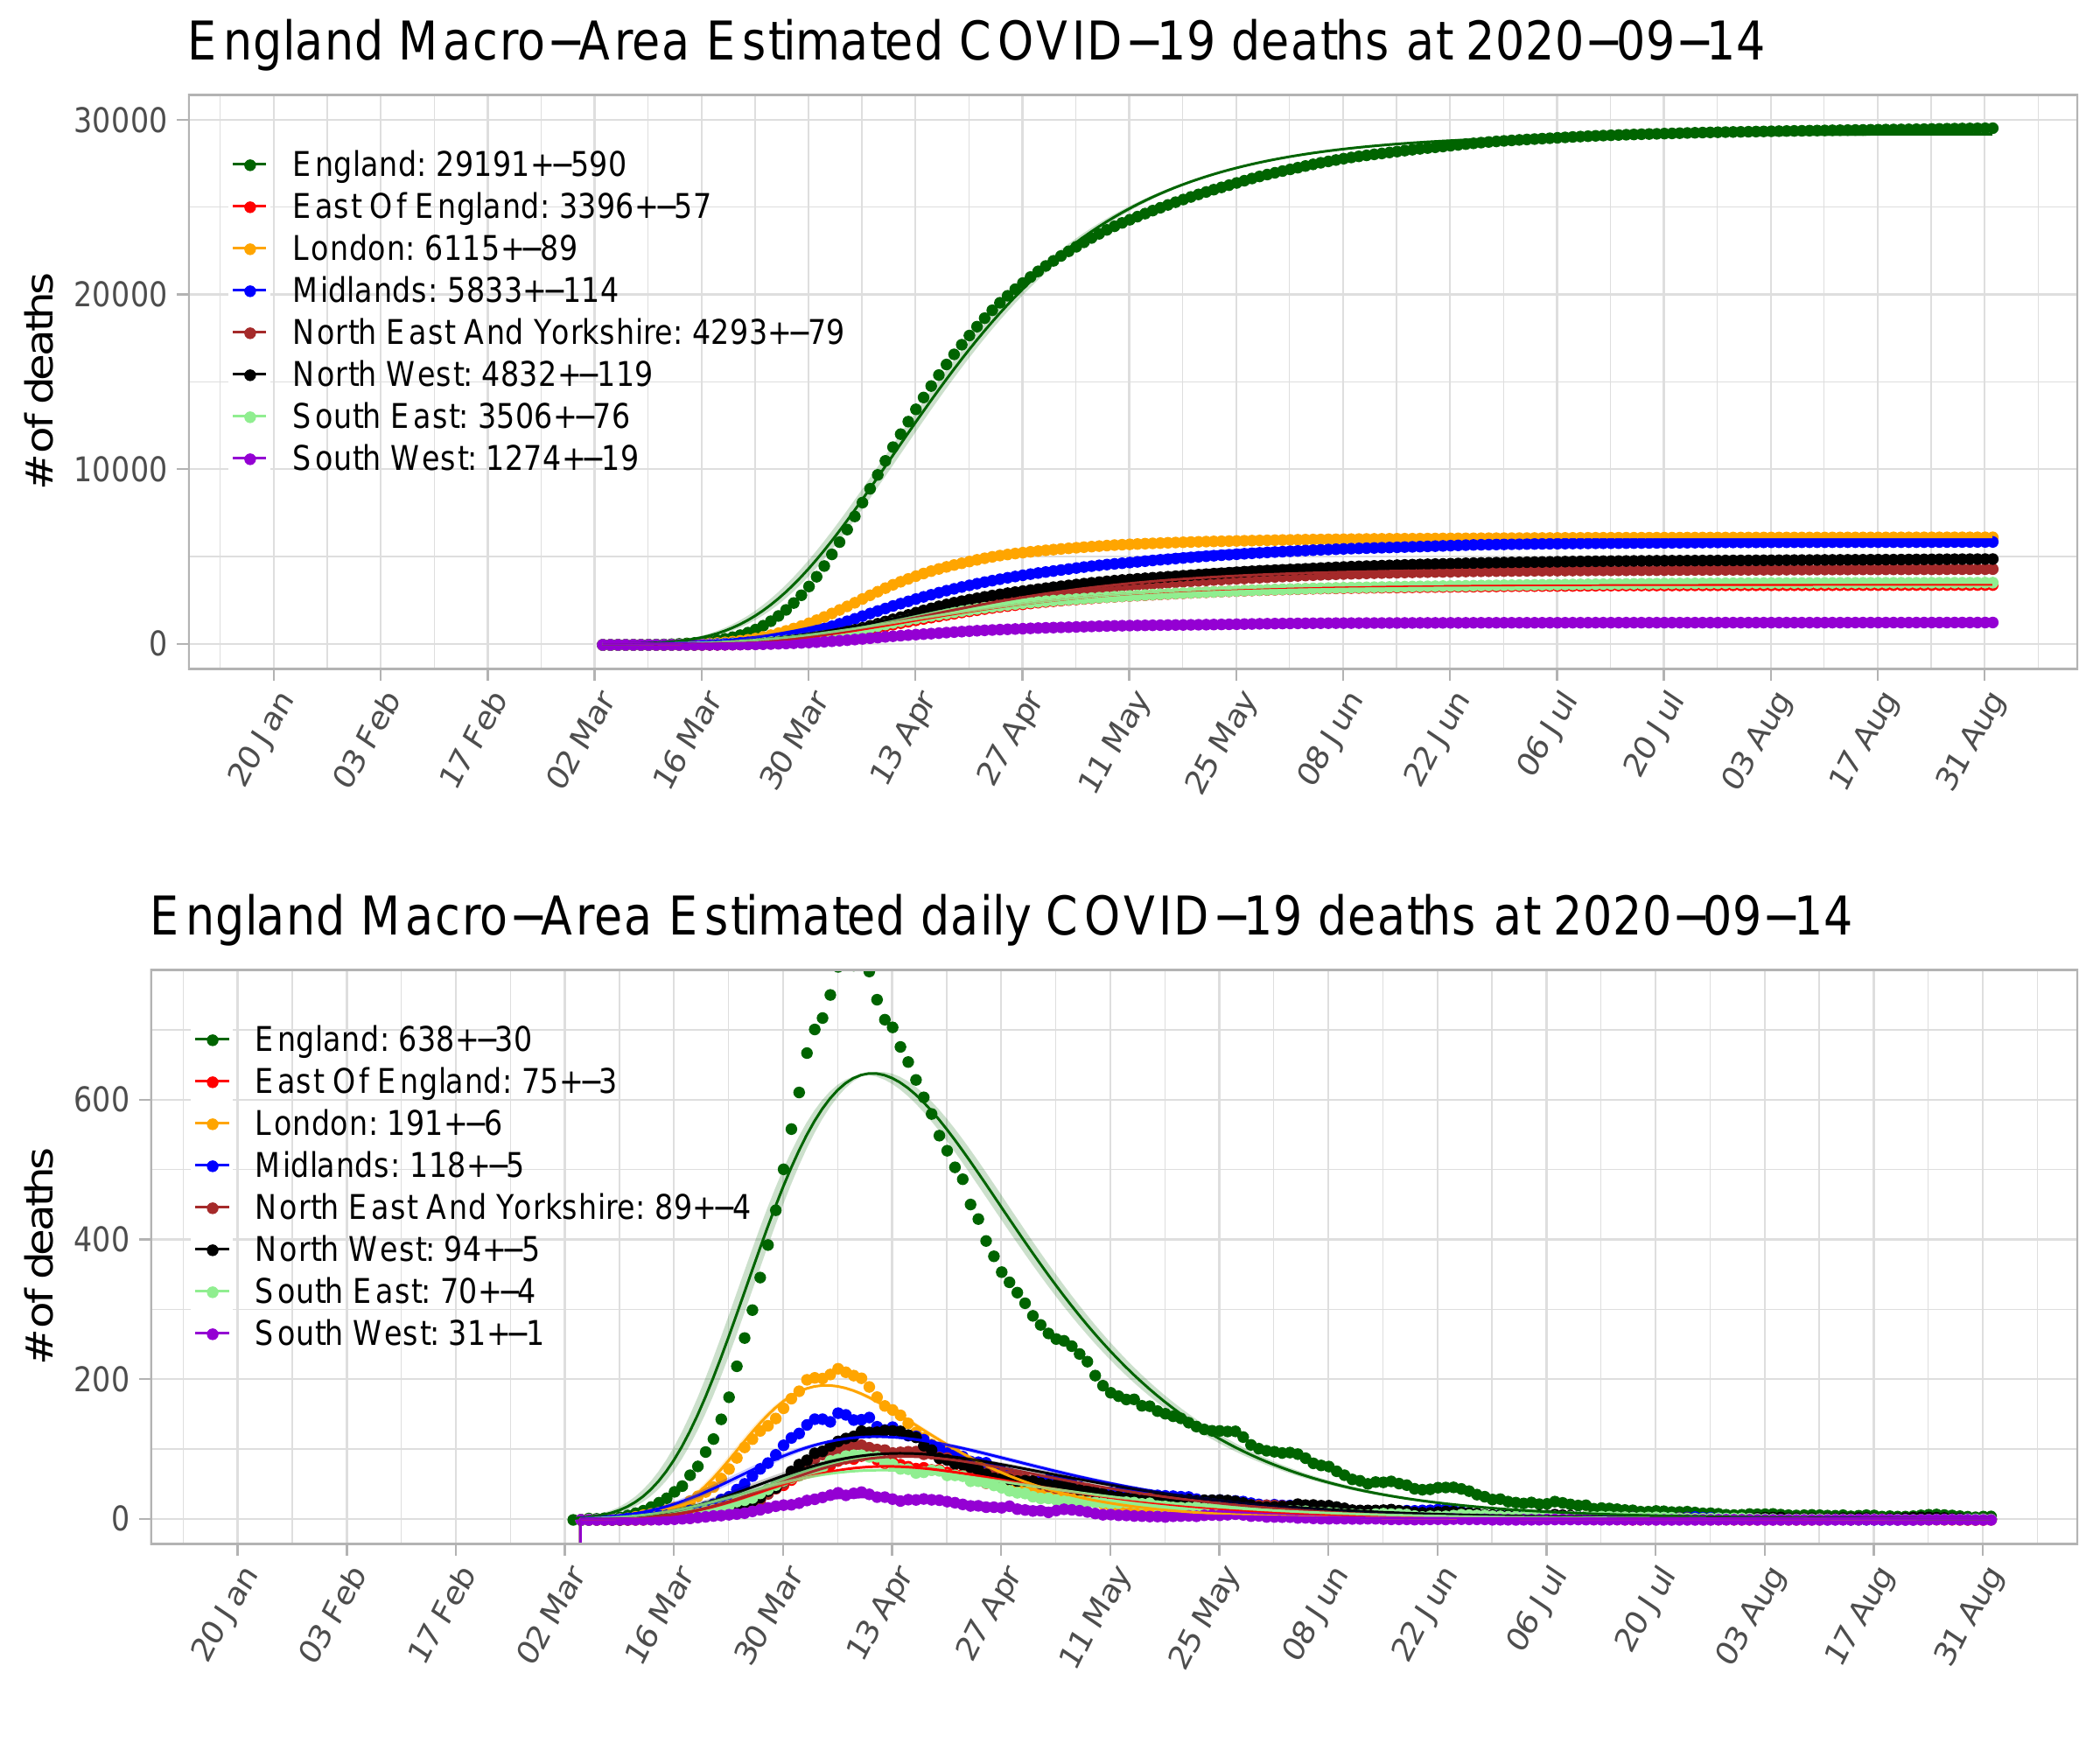 England Macro−Area Estimated COVID−19 deaths at 2020−09−14
# of deaths
30000
20000
10000
0
England: 29191+−590
East Of England: 3396+−57
London: 6115+−89
Midlands: 5833+−114
North East And Yorkshire: 4293+−79
North West: 4832+−119
South East: 3506+−76
South West: 1274+−19
20 Jan
03 Feb
17 Feb
02 Mar
16 Mar
30 Mar
13 Apr
27 Apr
11 May
25 May
08 Jun
22 Jun
06 Jul
20 Jul
03 Aug
17 Aug
31 Aug
England Macro−Area Estimated daily COVID−19 deaths at 2020−09−14
# of deaths
600
400
200
0
England: 638+−30
East Of England: 75+−3
London: 191+−6
Midlands: 118+−5
North East And Yorkshire: 89+−4
North West: 94+−5
South East: 70+−4
South West: 31+−1
20 Jan
03 Feb
17 Feb
02 Mar
16 Mar
30 Mar
13 Apr
27 Apr
11 May
25 May
08 Jun
22 Jun
06 Jul
20 Jul
03 Aug
17 Aug
31 Aug